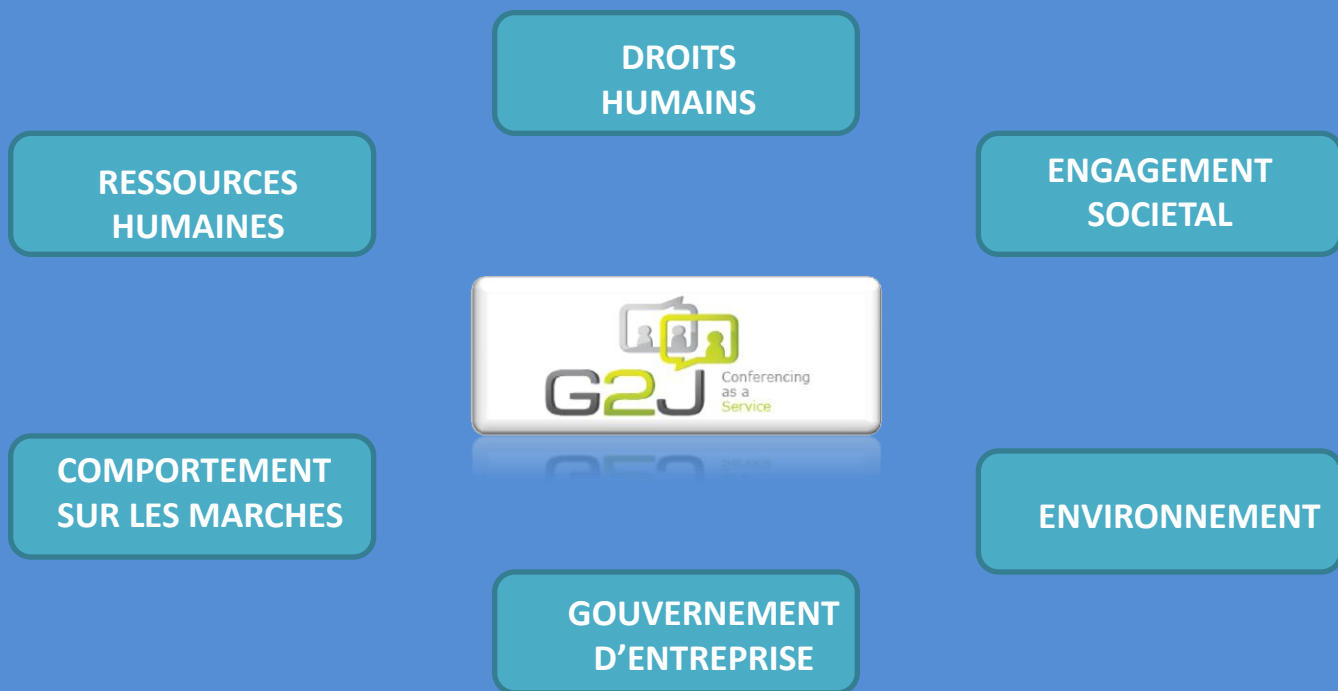 DROITS
HUMAINS
RESSOURCES
HUMAINES
ENGAGEMENT
SOCIETAL
G2J
Conferencing
as a
Service
COMPORTEMENT
SUR LES MARCHES
ENVIRONNEMENT
GOUVERNEMENT
D’ENTREPRISE